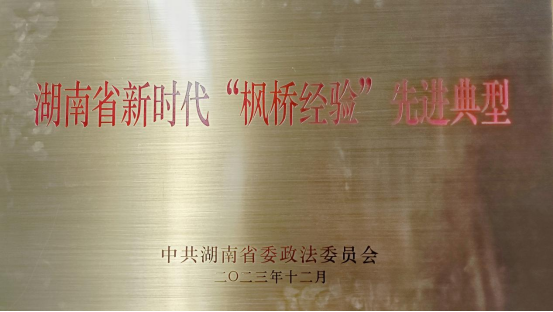 湖南省新时代“枫桥经验”先进典型
中共湖南省委政法委员会
二〇二三年十二月